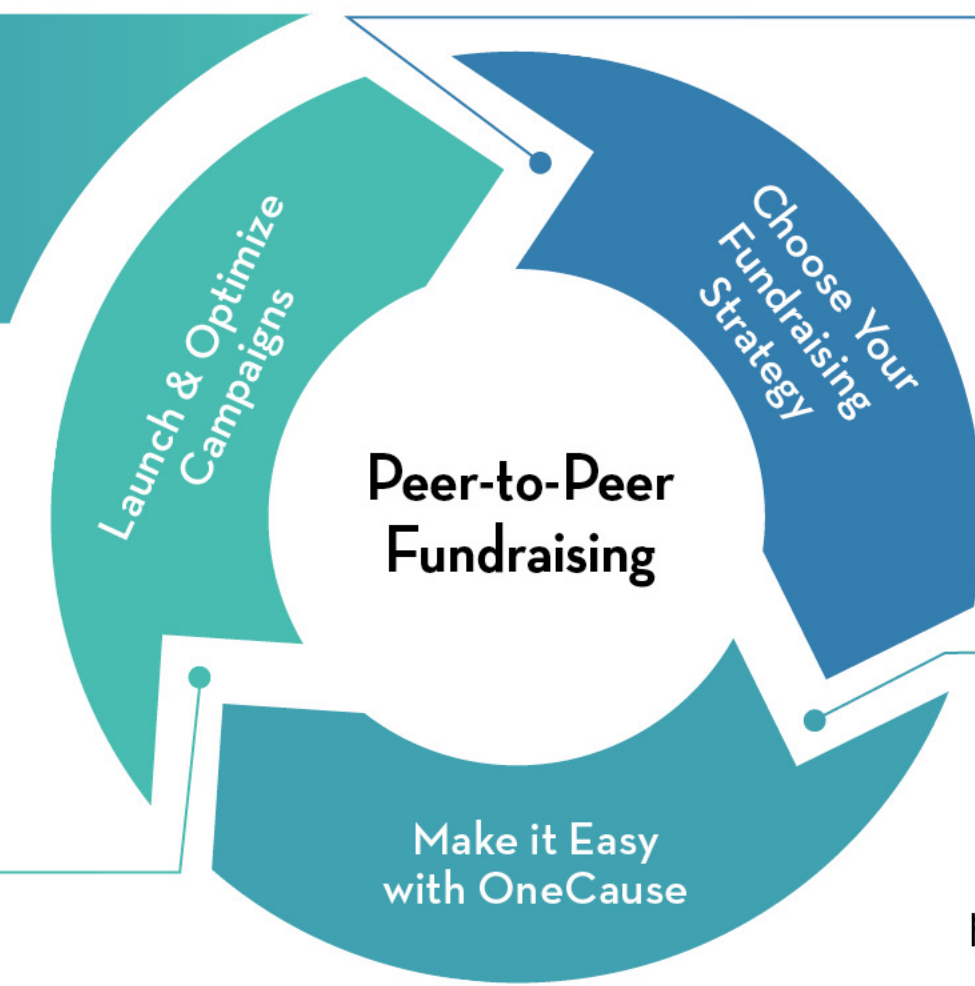 Choose Your
Fundraising
Strategy
Launch & Optimize
Campaigns
Peer-to-Peer
Fundraising
Make it Easy
with OneCause